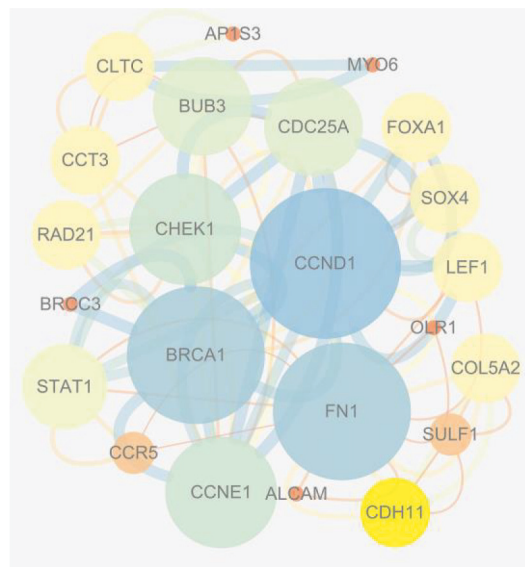 AP1S3
CLTC
MYO6
BUB3
CDC25A
FOXA1
CCT3
SOX4
CHEK1
RAD21
CCND1
LEF1
BRCC3
OLR1
BRCA1
COL5A2
STAT1
FN1
SULF1
CCR5
CCNE1
ALCAM
CDH11